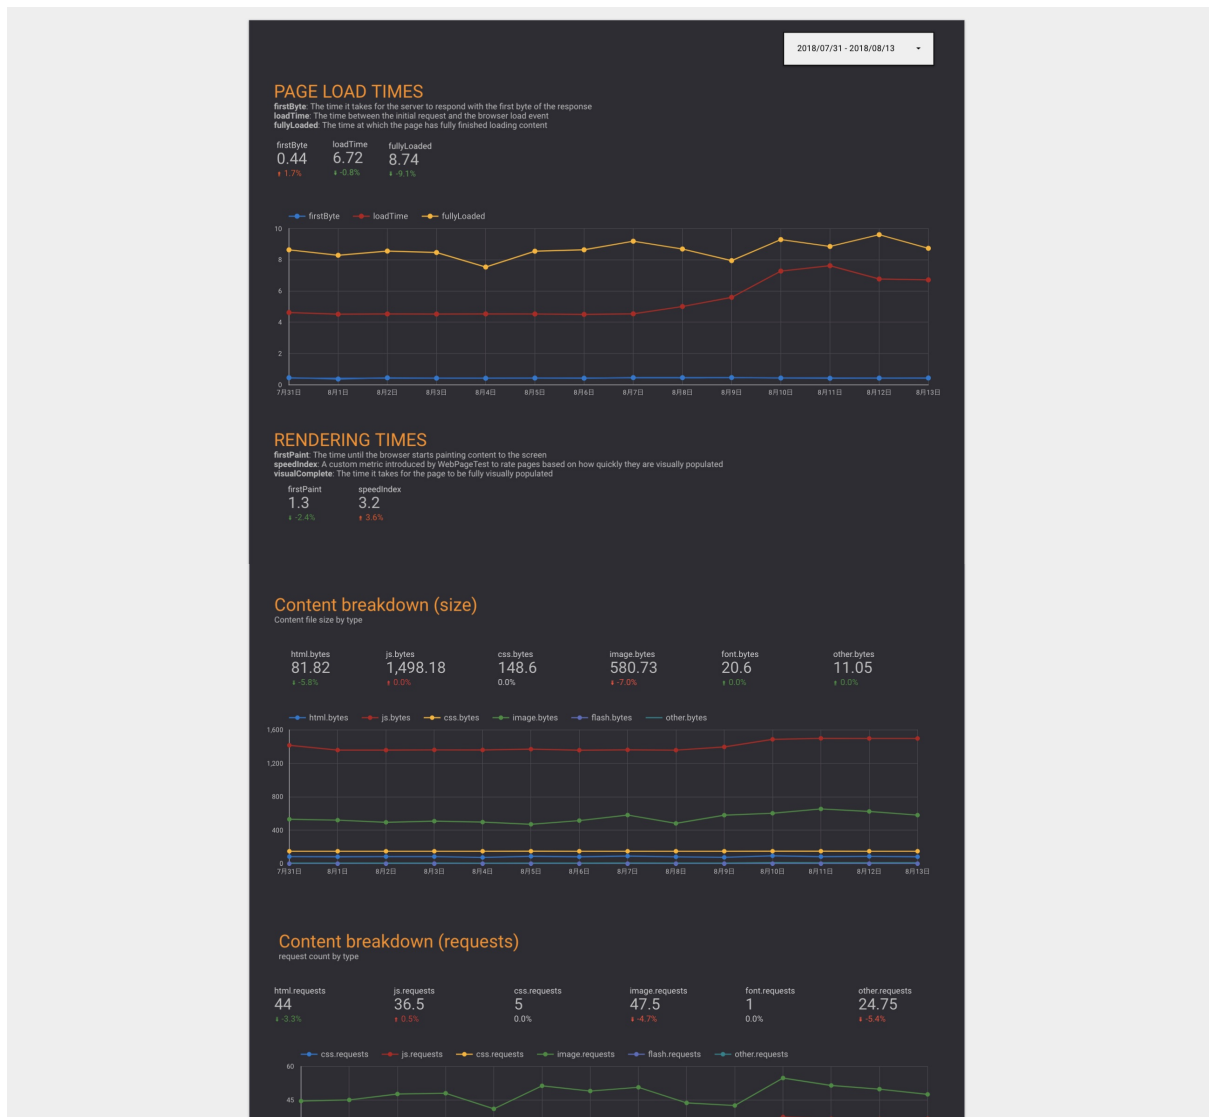 2018/07/31 - 2018/08/13
PAGE LOAD TIMES
firstByte: The time it takes for the server to respond with the first byte of the response
loadTime: The time between the initial request and the browser load event
fullyLoaded: The time at which the page has fully finished loading content
firstByte loadTime fullyLoaded
0.44 6.72 8.74
1.7% -0.8% -9.1%
firstByte loadTime fullyLoaded
10
8
6
4
2
0
7月31日 8月1日 8月2日 8月3日 8月4日 8月5日 8月6日 8月7日 8月8日 8月9日 8月10日 8月11日 8月12日 8月13日
RENDERING TIMES
firstPaint: The time until the browser starts painting content to the screen
speedIndex: A custom metric introduced by WebPageTest to rate pages based on how quickly they are visually populated
visualComplete: The time it takes for the page to be fully visually populated
firstPaint speedIndex
1.3 3.2
-2.4% 3.6%
Content breakdown (size)
Content file size by type
html.bytes js.bytes css.bytes image.bytes font.bytes other.bytes
81.82 1,498.18 148.6 580.73 20.6 11.05
-5.8% 0.0% 0.0% -7.0% 0.0% 0.0%
html.bytes js.bytes css.bytes image.bytes flash.bytes other.bytes
1,600
1,200
800
400
0
7月31日 8月1日 8月2日 8月3日 8月4日 8月5日 8月6日 8月7日 8月8日 8月9日 8月10日 8月11日 8月12日 8月13日
Content breakdown (requests)
request count by type
html.requests js.requests css.requests image.requests font.requests other.requests
44 36.5 5 47.5 1 24.75
-3.3% 0.5% 0.0% -4.7% 0.0% -5.4%
css.requests js.requests css.requests image.requests flash.requests other.requests
60
45